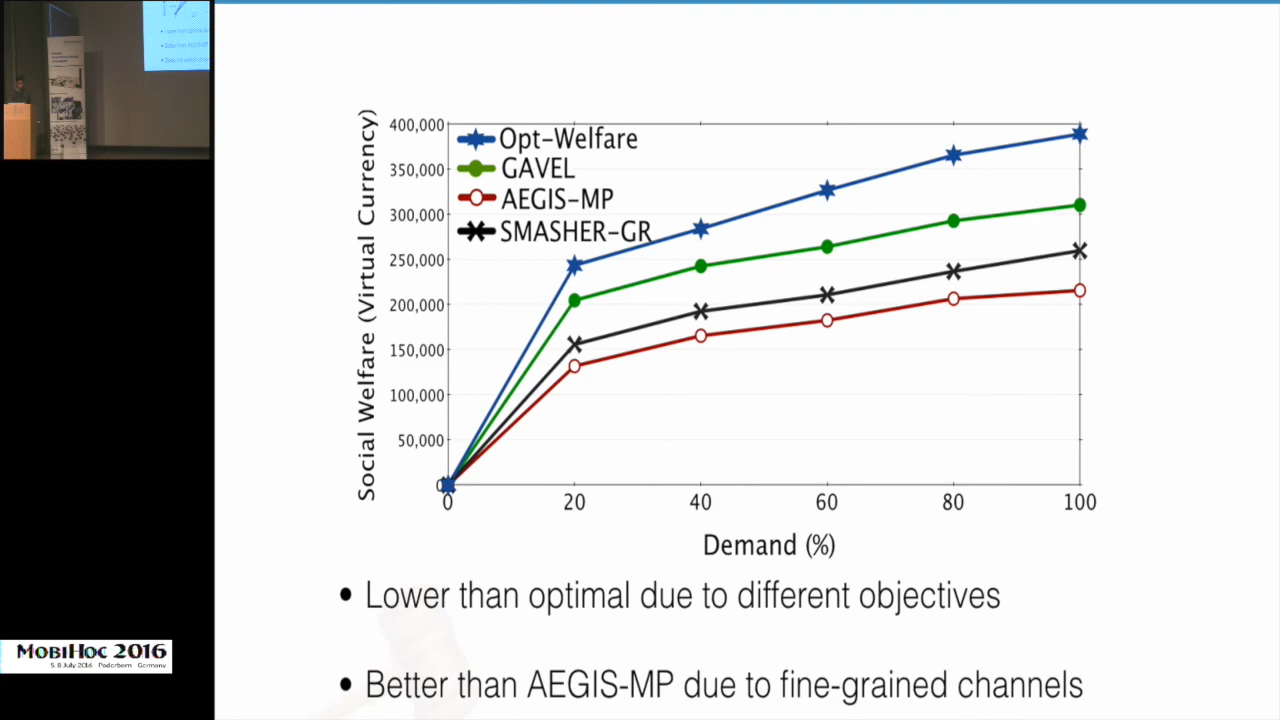 400,000
350,000
300,000
250,000
200,000
150,000
100,000
50,000
0
Social Welfare (Virtual Currency)
Opt-Welfare
GAVEL
AEGIS-MP
SMASHER-GR
0 20 40 60 80 100
Demand (%)
• Lower than optimal due to different objectives
• Better than AEGIS-MP due to fine-grained channels
MobiHoc 2016
5-8 July 2016 Paderborn Germany